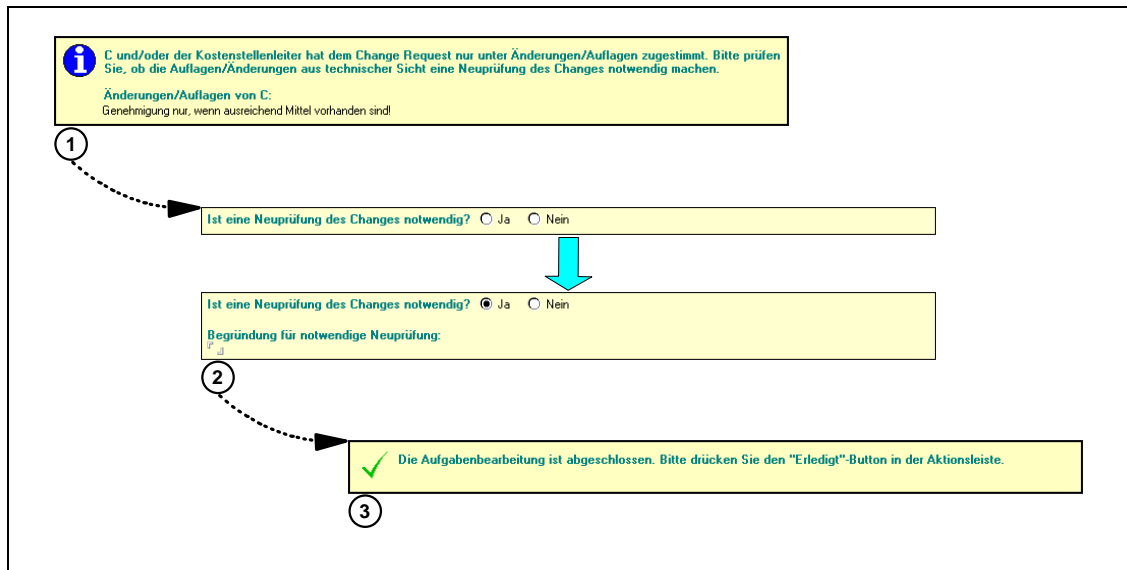 C und/oder der Kostenstellenleiter hat dem Change Request nur unter Änderungen/Auflagen zugestimmt. Bitte prüfen
Sie, ob die Auflagen/Änderungen aus technischer Sicht eine Neuprüfung des Changes notwendig machen.
Änderungen/Auflagen von C:
Genehmigung nur, wenn ausreichend Mittel vorhanden sind!
1
Ist eine Neuprüfung des Changes notwendig? Ja Nein
Ist eine Neuprüfung des Changes notwendig? Ja Nein
Begründung für notwendige Neuprüfung:
2
Die Aufgabenbearbeitung ist abgeschlossen. Bitte drücken Sie den "Erledigt"-Button in der Aktionsleiste.
3